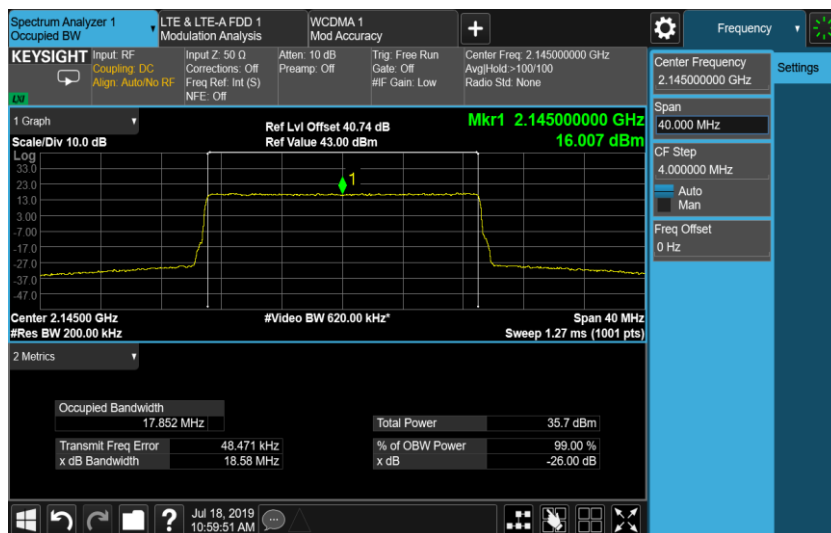 Spectrum Analyzer 1
Occupied BW
LTE & LTE-A FDD 1
Modulation Analysis
WCDMA 1
Mod Accuracy
+
Frequency
KEYSIGHT
LXI
Input: RF
Coupling: DC
Align: Auto/No RF
Input Z: 50 Ω
Corrections: Off
Freq Ref: Int (S)
NFE: Off
Atten: 10 dB
Preamp: Off
Trig: Free Run
Gate: Off
#IF Gain: Low
Center Freq: 2.145000000 GHz
Avg|Hold:>100/100
Radio Std: None
Center Frequency
2.145000000 GHz
Settings
Span
40.000 MHz
CF Step
4.000000 MHz
Auto
Man
Freq Offset
0 Hz
1 Graph
Scale/Div 10.0 dB
Ref Lvl Offset 40.74 dB
Ref Value 43.00 dBm
Mkr1 2.145000000 GHz
16.007 dBm
Log
33.0
23.0
13.0
3.00
-7.00
-17.0
-27.0
-37.0
-47.0
1
Center 2.14500 GHz
#Res BW 200.00 kHz
#Video BW 620.00 kHz*
Span 40 MHz
Sweep 1.27 ms (1001 pts)
2 Metrics
Occupied Bandwidth
17.852 MHz
Total Power 35.7 dBm
Transmit Freq Error 48.471 kHz
% of OBW Power 99.00 %
x dB Bandwidth 18.58 MHz
x dB -26.00 dB
?
Jul 18, 2019
10:59:51 AM